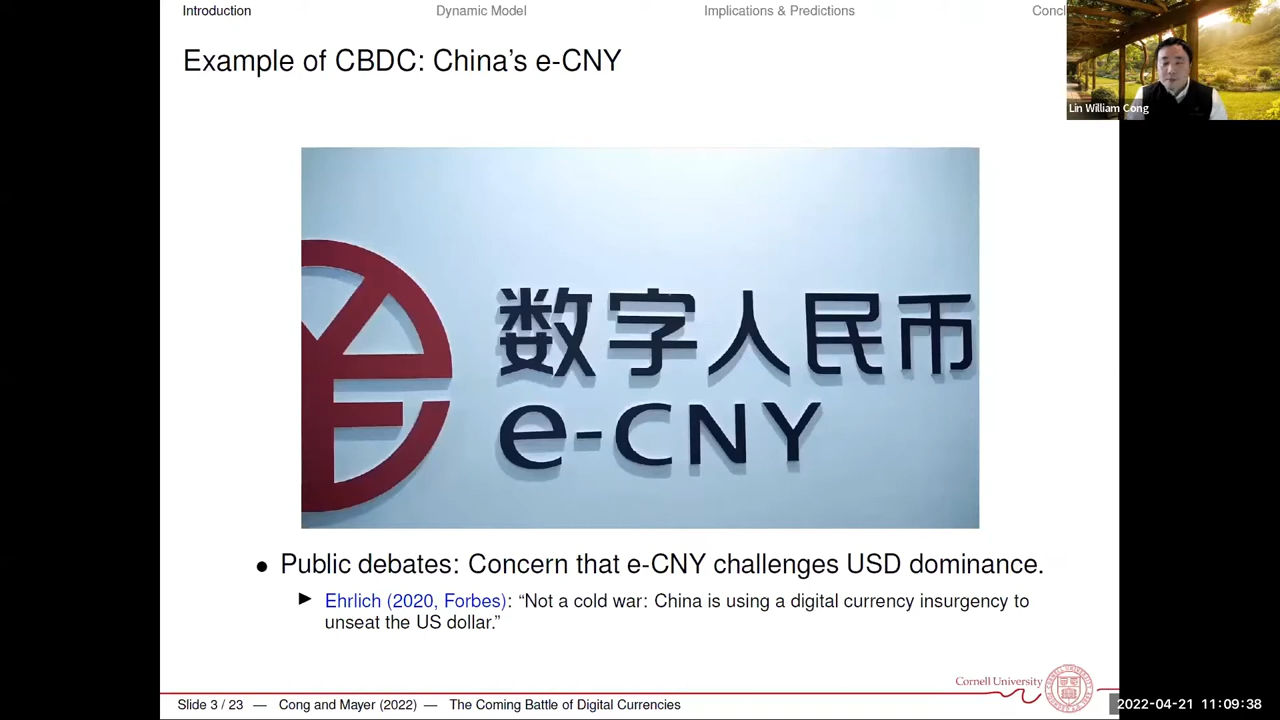 Introduction
Dynamic Model
Implications & Predictions
Example of CBDC: China's e-CNY
Lin William Cong
数字人民币
e-CNY
• Public debates: Concern that e-CNY challenges USD dominance.
▶ Ehrlich (2020, Forbes): “Not a cold war: China is using a digital currency insurgency to
unseat the US dollar.”
Cornell University
Slide 3 / 23 — Cong and Mayer (2022) — The Coming Battle of Digital Currencies
2022-04-21 11:09:38